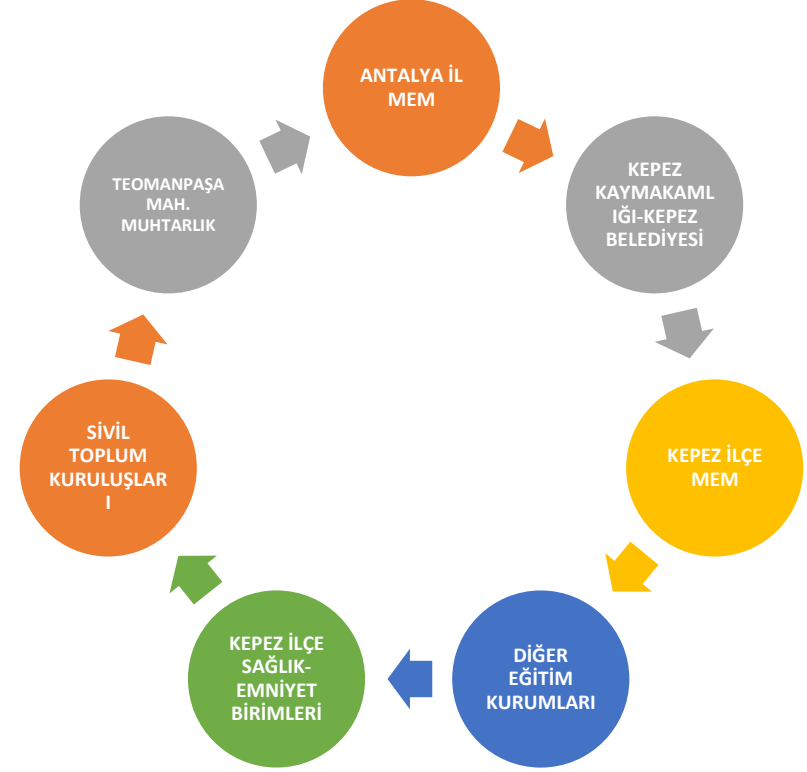 ANTALYA İL
MEM
KEPEZ
KAYMAKAML
IĞI-KEPEZ
BELEDİYESİ
KEPEZ İLÇE
MEM
DİĞER
EĞİTİM
KURUMLARI
KEPEZ İLÇE
SAĞLIK-
EMNİYET
BİRİMLERİ
SİVİL
TOPLUM
KURULUŞLAR
I
TEOMANPAŞA
MAH.
MUHTARLIK